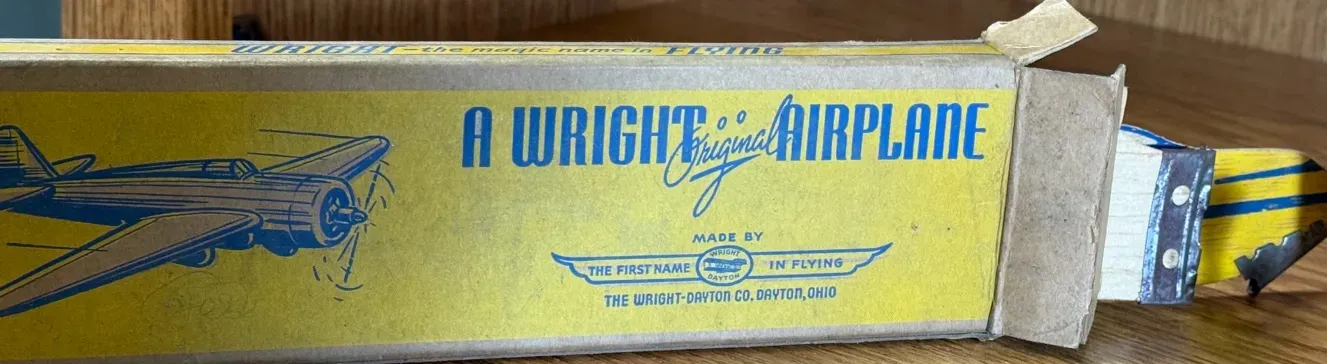 WRIGHT-the magic name in FLYING
A WRIGHT Original AIRPLANE
MADE BY
THE FIRST NAME WRIGHT DAYTON IN FLYING
THE WRIGHT-DAYTON CO. DAYTON, OHIO